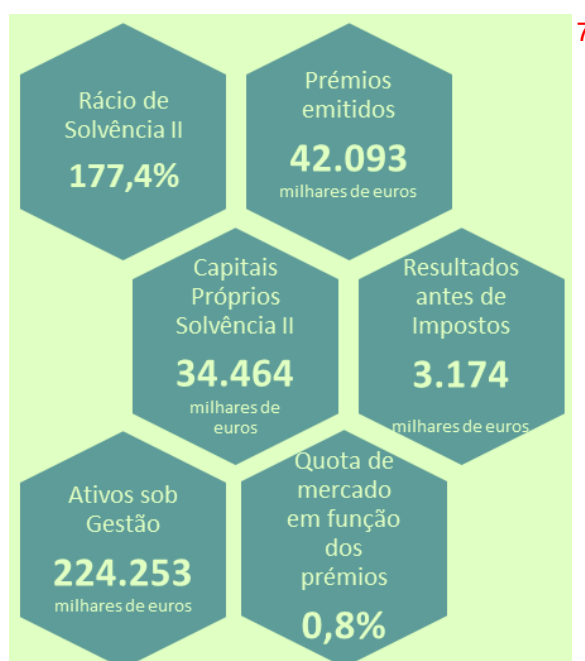 7
Rácio de
Solvência II
177,4%
Prémios
emitidos
42.093
milhares de euros
Capitais
Próprios
Solvência II
34.464
milhares de
euros
Resultados
antes de
Impostos
3.174
milhares de euros
Ativos sob
Gestão
224.253
milhares de euros
Quota de
mercado
em função
dos
prémios
0,8%